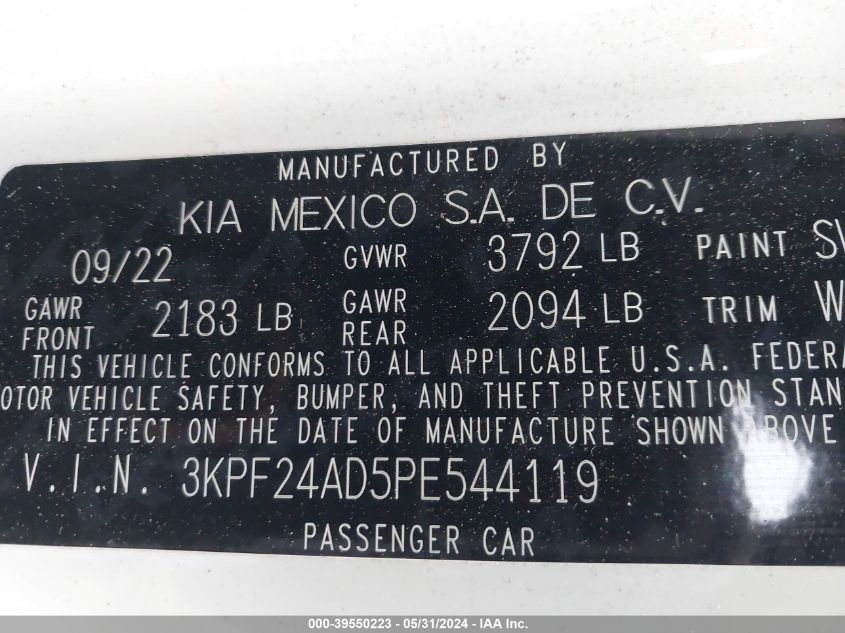 MANUFACTURED BY
KIA MEXICO S.A. DE C.V.
09/22 GVWR 3792 LB PAINT
GAWR FRONT 2183 LB GAWR REAR 2094 LB TRIM
THIS VEHICLE CONFORMS TO ALL APPLICABLE U.S.A. FEDERA
OTOR VEHICLE SAFETY, BUMPER, AND THEFT PREVENTION STAN
IN EFFECT ON THE DATE OF MANUFACTURE SHOWN ABOVE
V.I.N. 3KPF24AD5PE544119
PASSENGER CAR
000-39550223 - 05/31/2024 - IAA Inc.